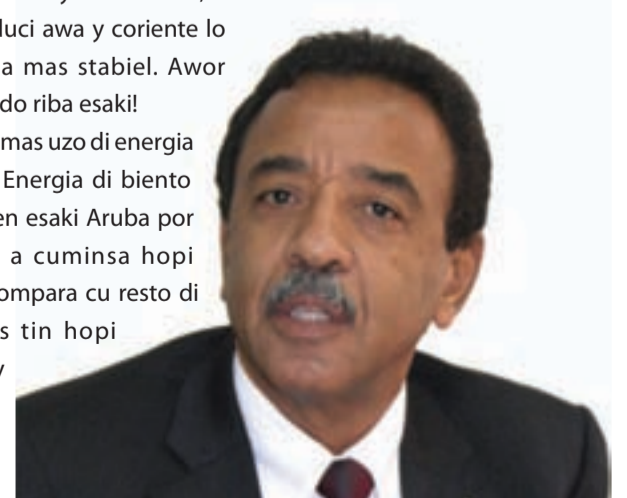 luci awa y coriente lo
a mas stabiel. Awor
do riba esaki!
mas uzo di energia
Energia di biento
en esaki Aruba por
a cuminsa hopi
ompara cu resto di
s tin hopi
y